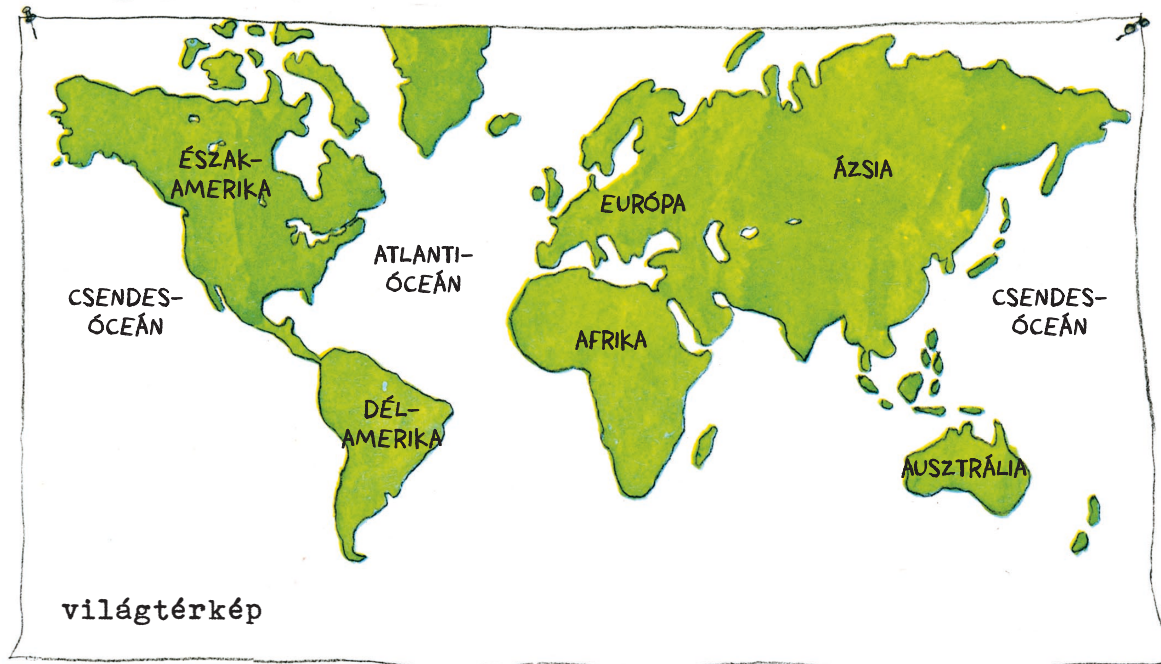 ÉSZAK-
AMERIKA
ÁZSIA
EURÓPA
ATLANTI-
ÓCEÁN
CSENDES-
ÓCEÁN
CSENDES-
ÓCEÁN
AFRIKA
DÉL-
AMERIKA
AUSZTRÁLIA
világtérkép